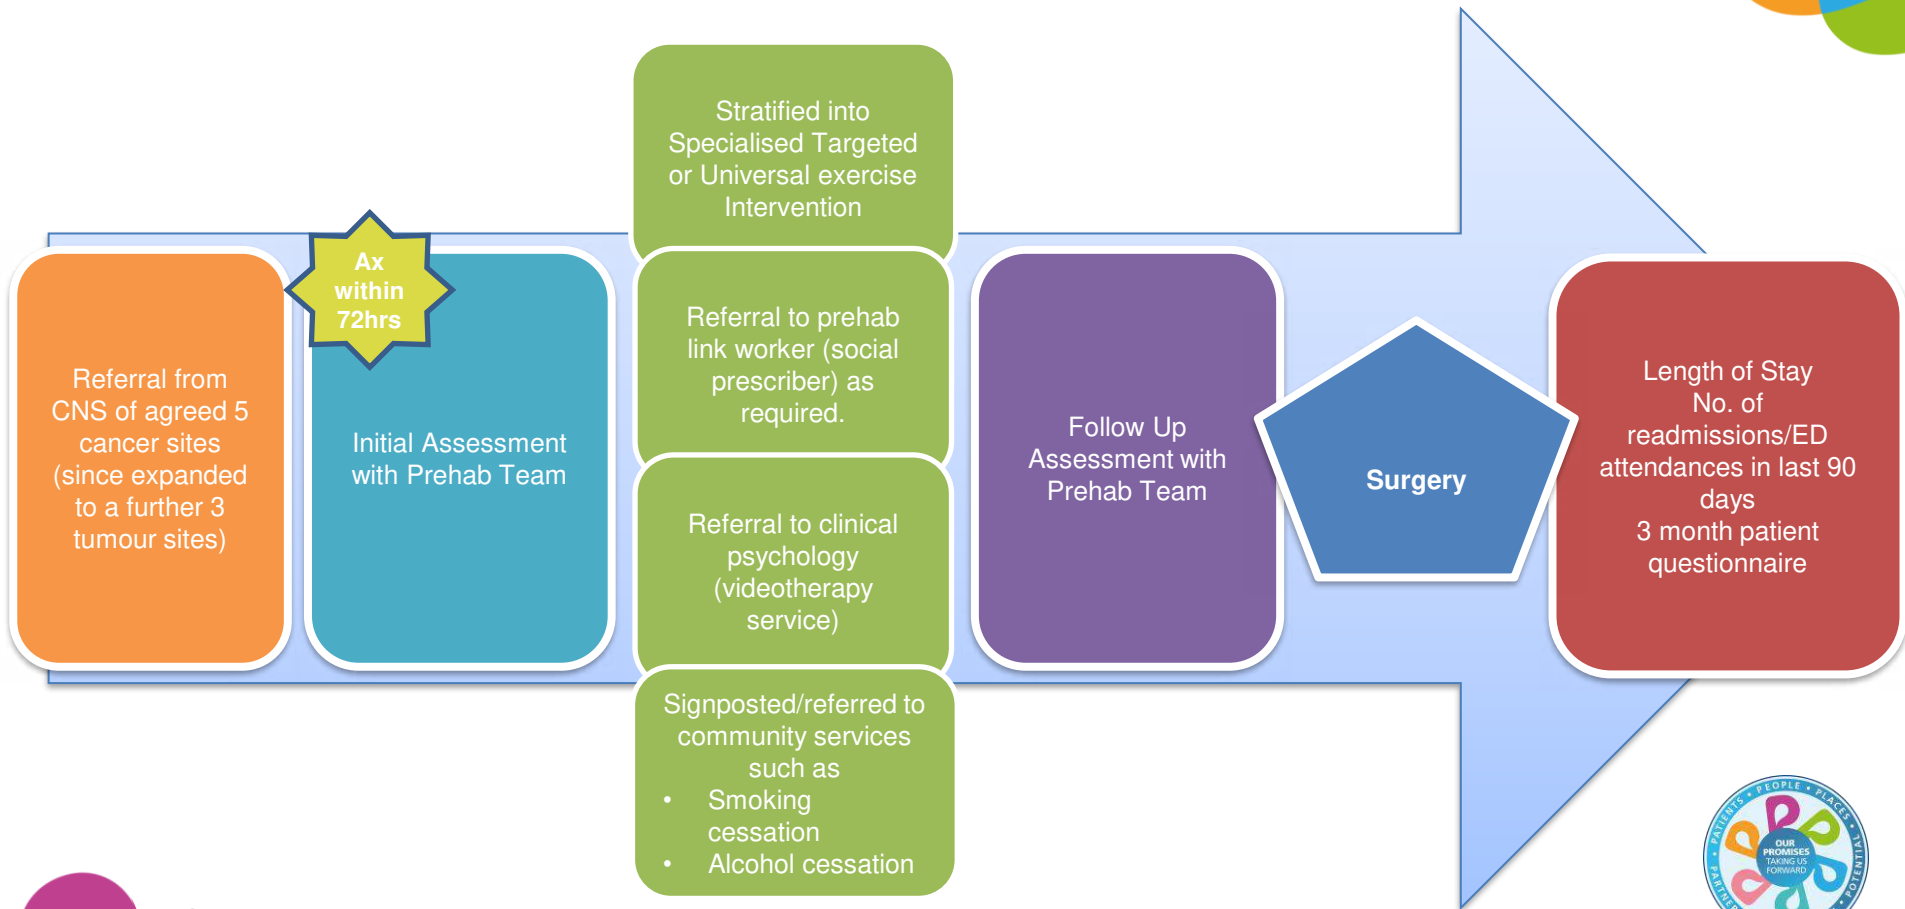 Referral from
CNS of agreed 5
cancer sites
(since expanded
to a further 3
tumour sites)
Ax
within
72hrs
Initial Assessment
with Prehab Team
Stratified into
Specialised Targeted
or Universal exercise
Intervention
Referral to prehab
link worker (social
prescriber) as
required.
Referral to clinical
psychology
(videotherapy
service)
Signposted/referred to
community services
such as
• Smoking
cessation
• Alcohol cessation
Follow Up
Assessment with
Prehab Team
Surgery
Length of Stay
No. of
readmissions/ED
attendances in last 90
days
3 month patient
questionnaire
• PATIENTS • PEOPLE • PLACES • POTENTIAL
OUR
PROMISES
TAKING US
FORWARD